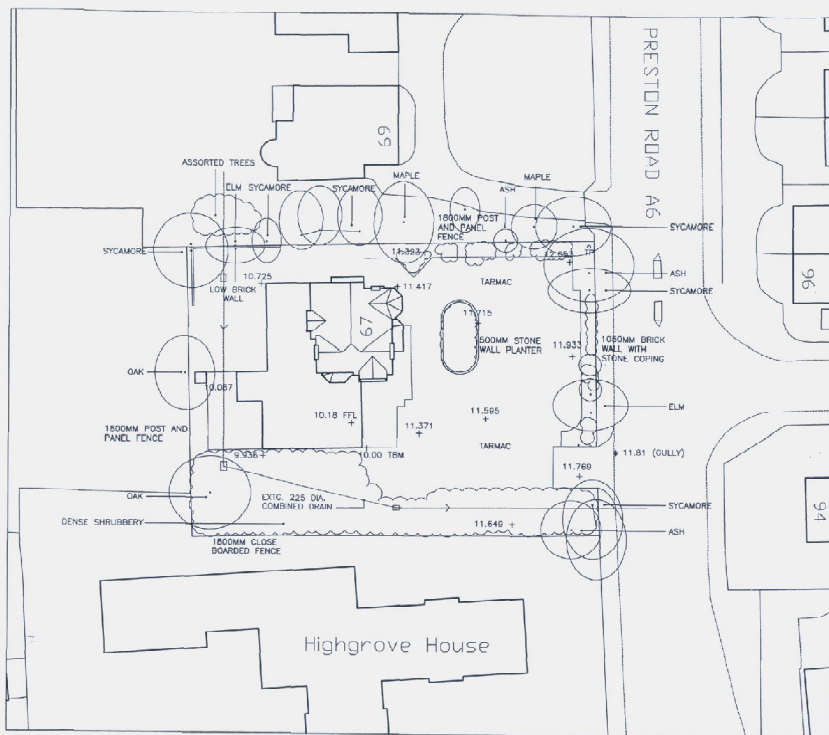 PRESTON ROAD A6
69
ASSORTED TREES
ELM
SYCAMORE
SYCAMORE
MAPLE
ASH
MAPLE
1800MM POST
AND PANEL
FENCE
SYCAMORE
SYCAMORE
11.393
ASH
SYCAMORE
10.725
LOW BRICK
WALL
11.417
TARMAC
96
67
11.715
500MM STONE
WALL PLANTER
11.933
1050MM BRICK
WALL WITH
STONE COPING
OAK
10.087
ELM
10.18 FFL
11.595
11.371
1800MM POST AND
PANEL FENCE
TARMAC
9.936
10.00 TBM
11.81 (GULLY)
11.769
OAK
EXTG. 225 DIA.
COMBINED DRAIN
SYCAMORE
94
DENSE SHRUBBERY
11.649
ASH
1800MM CLOSE
BOARDED FENCE
Highgrove House